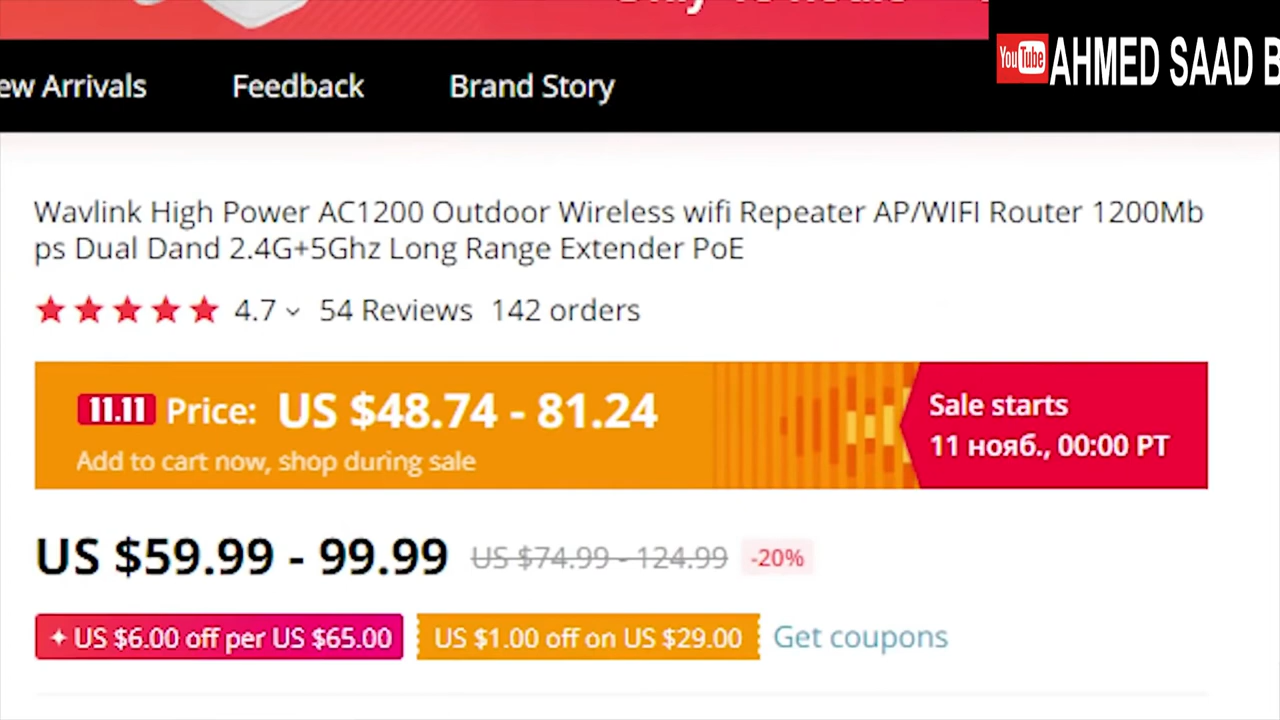 YouTube AHMED SAAD B
ew Arrivals Feedback Brand Story
Wavlink High Power AC1200 Outdoor Wireless wifi Repeater AP/WIFI Router 1200Mb
ps Dual Dand 2.4G+5Ghz Long Range Extender PoE
4.7 54 Reviews 142 orders
11.11 Price: US $48.74 - 81.24
Add to cart now, shop during sale
Sale starts
11 нояб., 00:00 PT
US $59.99 - 99.99 US $74.99 - 124.99 -20%
US $6.00 off per US $65.00 US $1.00 off on US $29.00 Get coupons